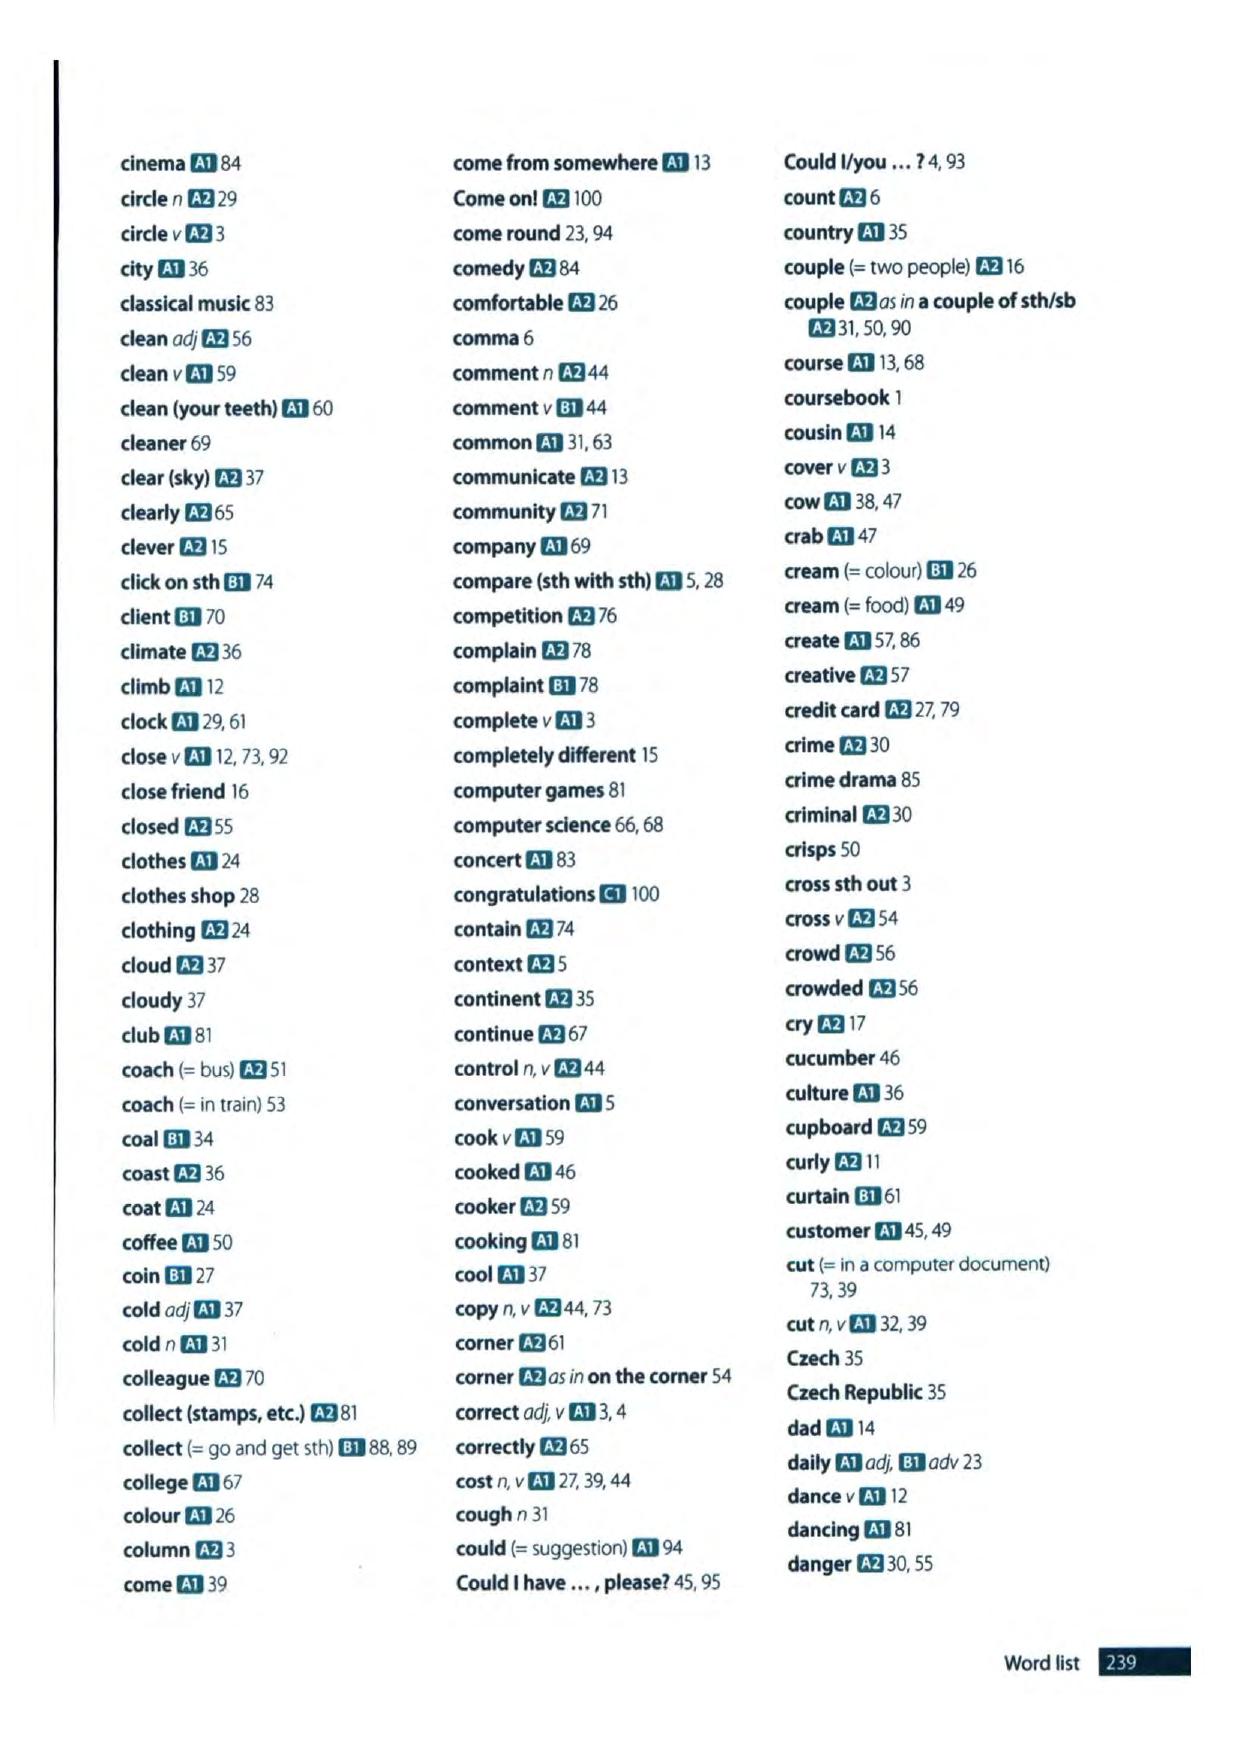 cinema A1 84
circle n A2 29
circle v A2 3
city A1 36
classical music 83
clean adj A2 56
clean v A1 59
clean (your teeth) A1 60
cleaner 69
clear (sky) A2 37
clearly A2 65
clever A2 15
click on sth B1 74
client B1 70
climate A2 36
climb A1 12
clock A1 29, 61
close v A1 12, 73, 92
close friend 16
closed A2 55
clothes A1 24
clothes shop 28
clothing A2 24
cloud A2 37
cloudy 37
club A1 81
coach (= bus) A2 51
coach (= in train) 53
coal B1 34
coast A2 36
coat A1 24
coffee A1 50
coin B1 27
cold adj A1 37
cold n A1 31
colleague A2 70
collect (stamps, etc.) A2 81
collect (= go and get sth) B1 88, 89
college A1 67
colour A1 26
column A2 3
come A1 39
come from somewhere A1 13
Come on! A2 100
come round 23, 94
comedy A2 84
comfortable A2 26
comma 6
comment n A2 44
comment v B1 44
common A1 31, 63
communicate A2 13
community A2 71
company A1 69
compare (sth with sth) A1 5, 28
competition A2 76
complain A2 78
complaint B1 78
complete v A1 3
completely different 15
computer games 81
computer science 66, 68
concert A1 83
congratulations C1 100
contain A2 74
context A2 5
continent A2 35
continue A2 67
control n, v A2 44
conversation A1 5
cook v A1 59
cooked A1 46
cooker A2 59
cooking A1 81
cool A1 37
copy n, v A2 44, 73
corner A2 61
corner A2 as in on the corner 54
correct adj, v A1 3, 4
correctly A2 65
cost n, v A1 27, 39, 44
cough n 31
could (= suggestion) A1 94
Could I have ... , please? 45, 95
Could I/you ... ? 4, 93
count A2 6
country A1 35
couple (= two people) A2 16
couple A2 as in a couple of sth/sb
A2 31, 50, 90
course A1 13, 68
coursebook 1
cousin A1 14
cover v A2 3
cow A1 38, 47
crab A1 47
cream (= colour) B1 26
cream (= food) A1 49
create A1 57, 86
creative A2 57
credit card A2 27, 79
crime A2 30
crime drama 85
criminal A2 30
crisps 50
cross sth out 3
cross v A2 54
crowd A2 56
crowded A2 56
cry A2 17
cucumber 46
culture A1 36
cupboard A2 59
curly A2 11
curtain B1 61
customer A1 45, 49
cut (= in a computer document)
73, 39
cut n, v A1 32, 39
Czech 35
Czech Republic 35
dad A1 14
daily A1 adj, B1 adv 23
dance v A1 12
dancing A1 81
danger A2 30, 55
Word list 239